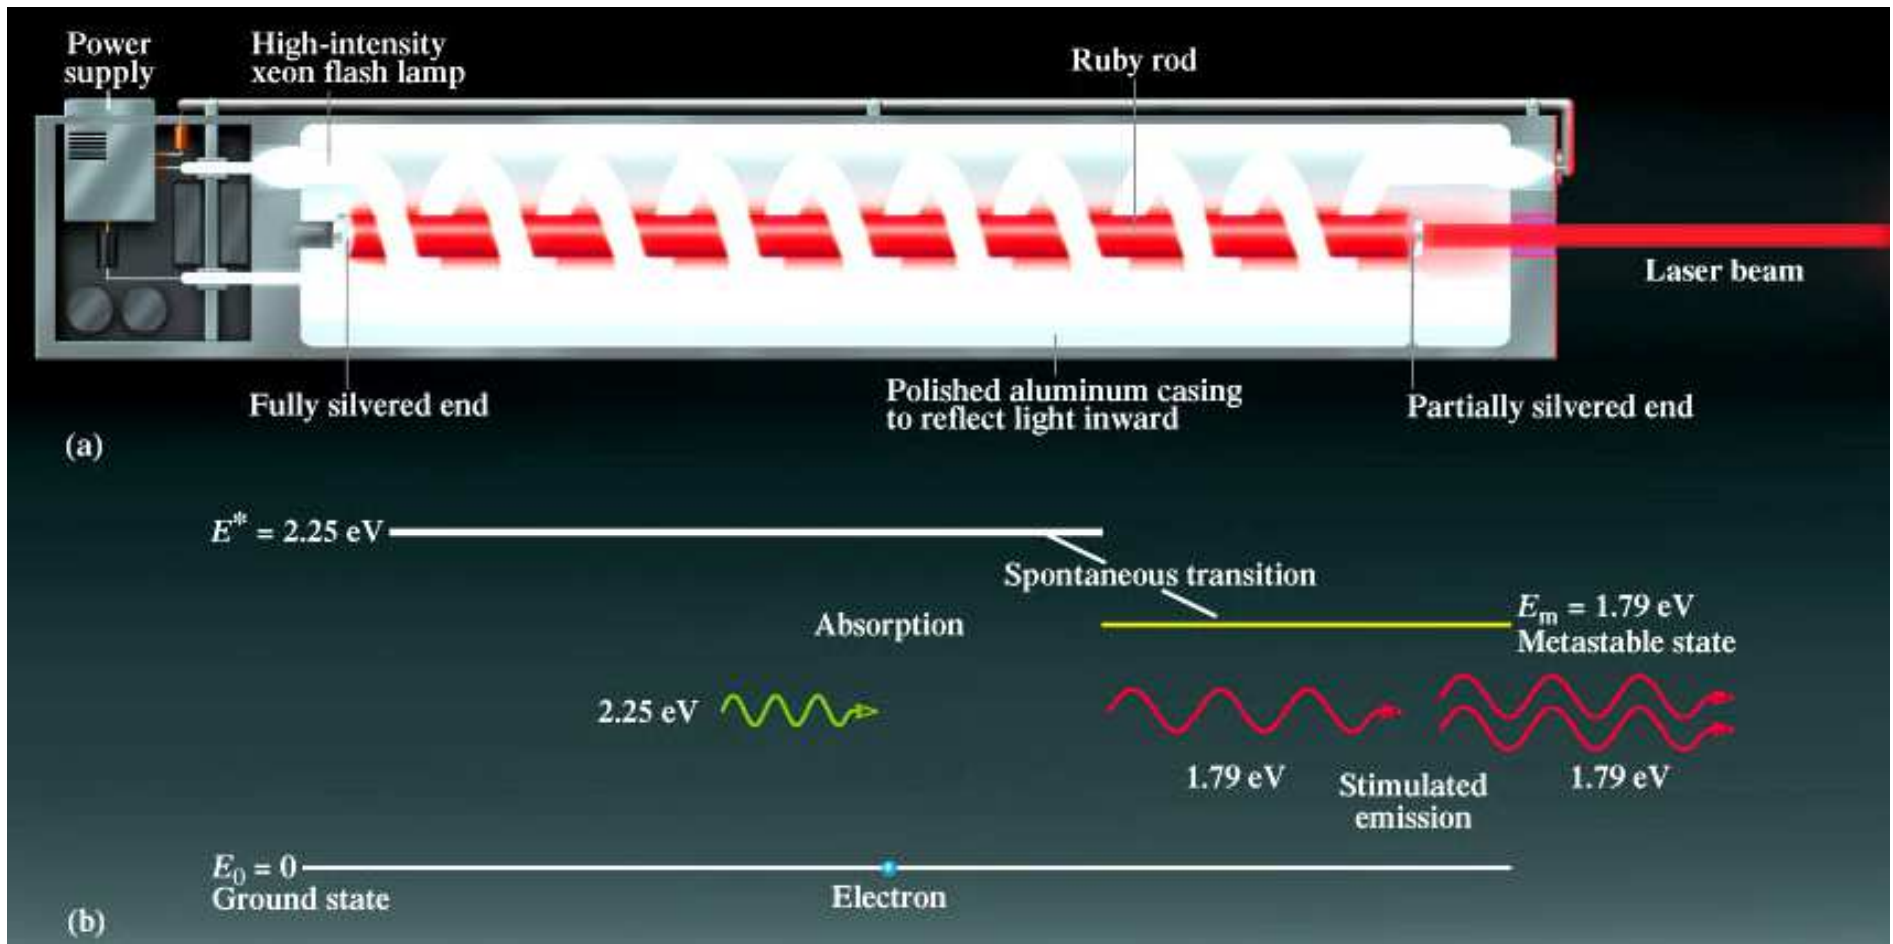 Power
supply
High-intensity
xeon flash lamp
Ruby rod
Laser beam
Fully silvered end
Polished aluminum casing
to reflect light inward
Partially silvered end
(a)
E* = 2.25 eV
Spontaneous transition
Absorption
Em = 1.79 eV
Metastable state
2.25 eV
1.79 eV
Stimulated
emission
1.79 eV
E0 = 0
Ground state
Electron
(b)